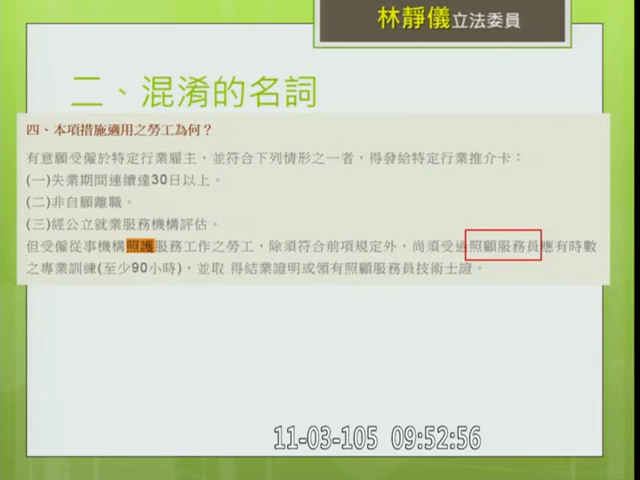 林靜儀立法委員
二、混淆的名詞
四、本項措施適用之勞工為何？
有意願受僱於特定行業雇主，並符合下列情形之一者，得發給特定行業推介卡：
(一)失業期間連續達30日以上。
(二)非自願離職。
(三)經公立就業服務機構評估。
但受僱從事機構照護服務工作之勞工，除須符合前項規定外，尚須受過照顧服務員應有時數
之專業訓練(至少90小時)，並取 得結業證明或領有照顧服務員技術士證。
11-03-105 09:52:56